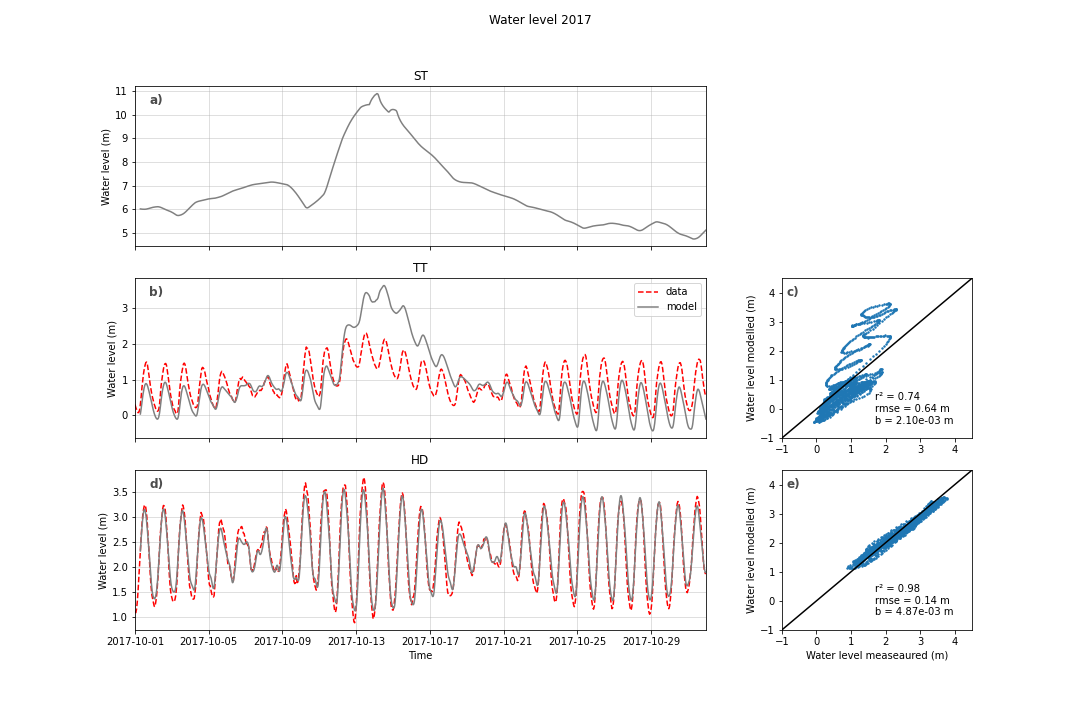 Water level 2017
ST
a)
11
10
9
8
7
6
5
Water level (m)
TT
b)
data
model
3
2
1
0
Water level (m)
c)
4
3
2
1
0
−1
Water level modelled (m)
r² = 0.74
rmse = 0.64 m
b = 2.10e-03 m
−1 0 1 2 3 4
HD
d)
3.5
3.0
2.5
2.0
1.5
1.0
Water level (m)
2017-10-01 2017-10-05 2017-10-09 2017-10-13 2017-10-17 2017-10-21 2017-10-25 2017-10-29
Time
e)
4
3
2
1
0
−1
Water level modelled (m)
r² = 0.98
rmse = 0.14 m
b = 4.87e-03 m
−1 0 1 2 3 4
Water level measeaured (m)